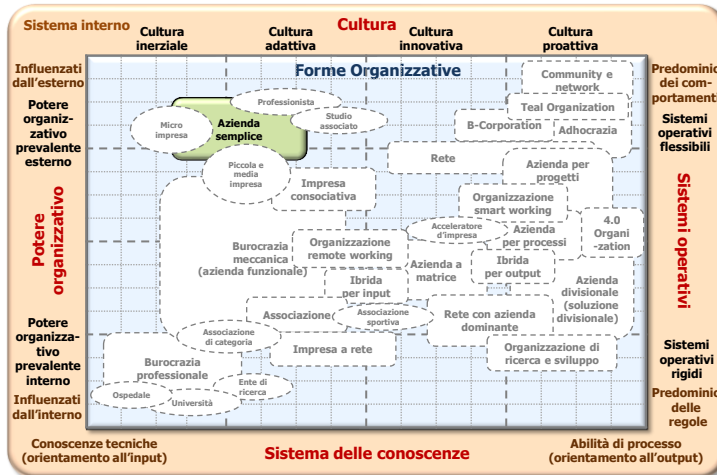 Sistema interno
Cultura
Cultura
inerziale
Cultura
adattiva
Cultura
innovativa
Cultura
proattiva
Influenzati
dall'esterno
Potere
organiz-
zativo
prevalente
esterno
Potere
organizzativo
Potere
organizza-
tivo
prevalente
interno
Influenzati
dall'interno
Forme Organizzative
Community e
network
Teal Organization
B-Corporation
Adhocrazia
Professionista
Micro
impresa
Azienda
semplice
Studio
associato
Rete
Azienda per
progetti
Piccola e
media
impresa
Impresa
consociativa
Organizzazione
smart working
4.0
Organi
-zation
Acceleratore
d'impresa
Azienda
per processi
Burocrazia
meccanica
(azienda funzionale)
Organizzazione
remote working
Azienda a
matrice
Ibrida
per output
Ibrida
per input
Azienda
divisionale
(soluzione
divisionale)
Associazione
Associazione
sportiva
Rete con azienda
dominante
Associazione
di categoria
Impresa a rete
Organizzazione di
ricerca e sviluppo
Burocrazia
professionale
Ente di
ricerca
Ospedale
Università
Predominio
dei com-
portamenti
Sistemi
operativi
flessibili
Sistemi
operativi
Sistemi
operativi
rigidi
Predominio
delle
regole
Conoscenze tecniche
(orientamento all'input)
Sistema delle conoscenze
Abilità di processo
(orientamento all'output)